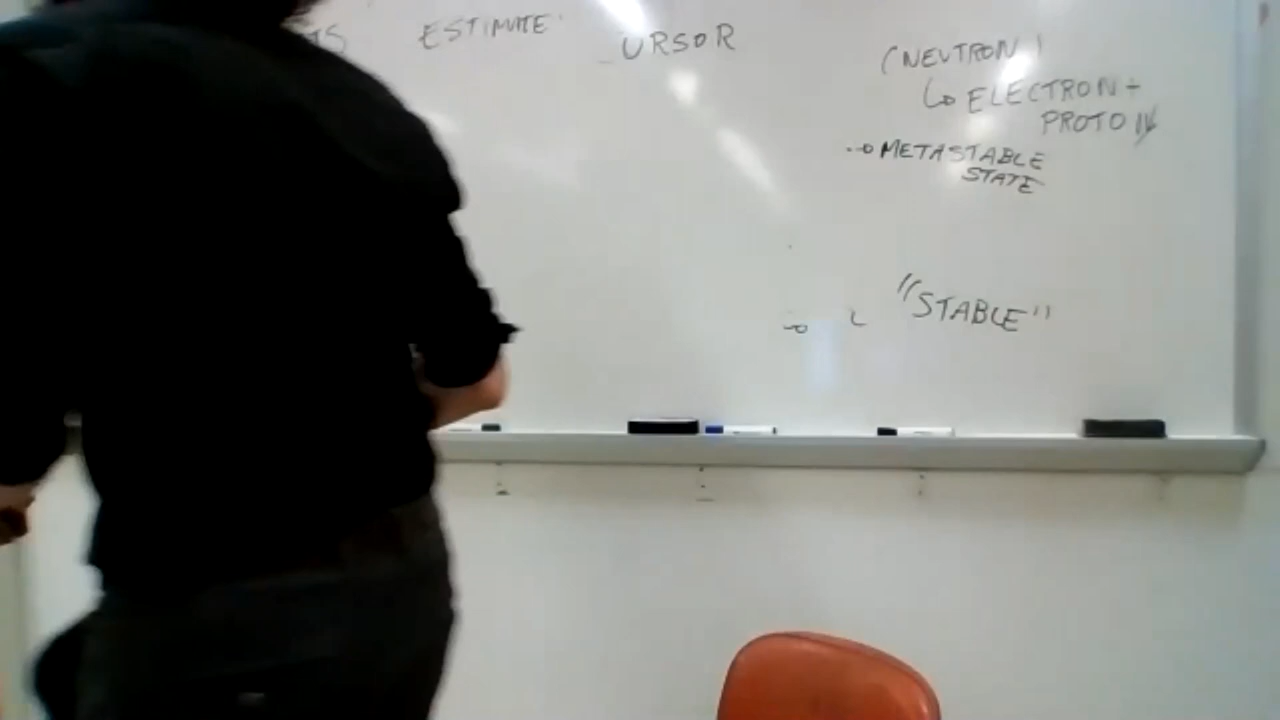 ESTIMATE
URSOR
(NEUTRON)
↳ ELECTRON +
PROTON
METASTABLE
STATE
"STABLE"